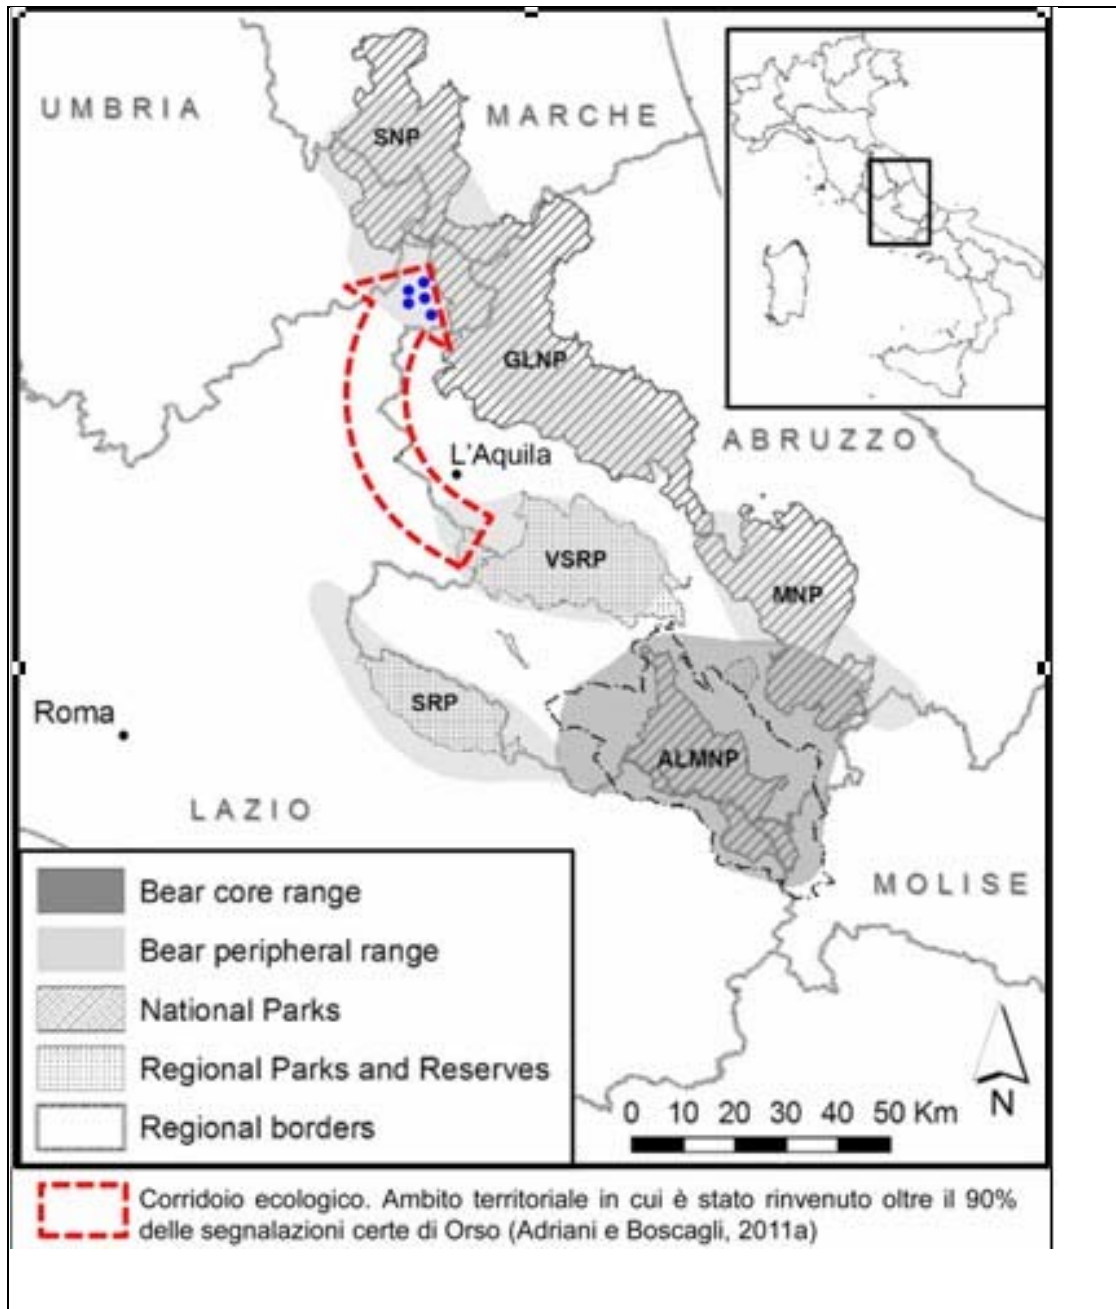 UMBRIA
MARCHE
SNP
GLNP
ABRUZZO
L'Aquila
VSRP
MNP
SRP
Roma
ALMNP
LAZIO
MOLISE
Bear core range
Bear peripheral range
National Parks
Regional Parks and Reserves
Regional borders
0 10 20 30 40 50 Km
N
Corridoio ecologico. Ambito territoriale in cui è stato rinvenuto oltre il 90%
delle segnalazioni certe di Orso (Adriani e Boscagli, 2011a)